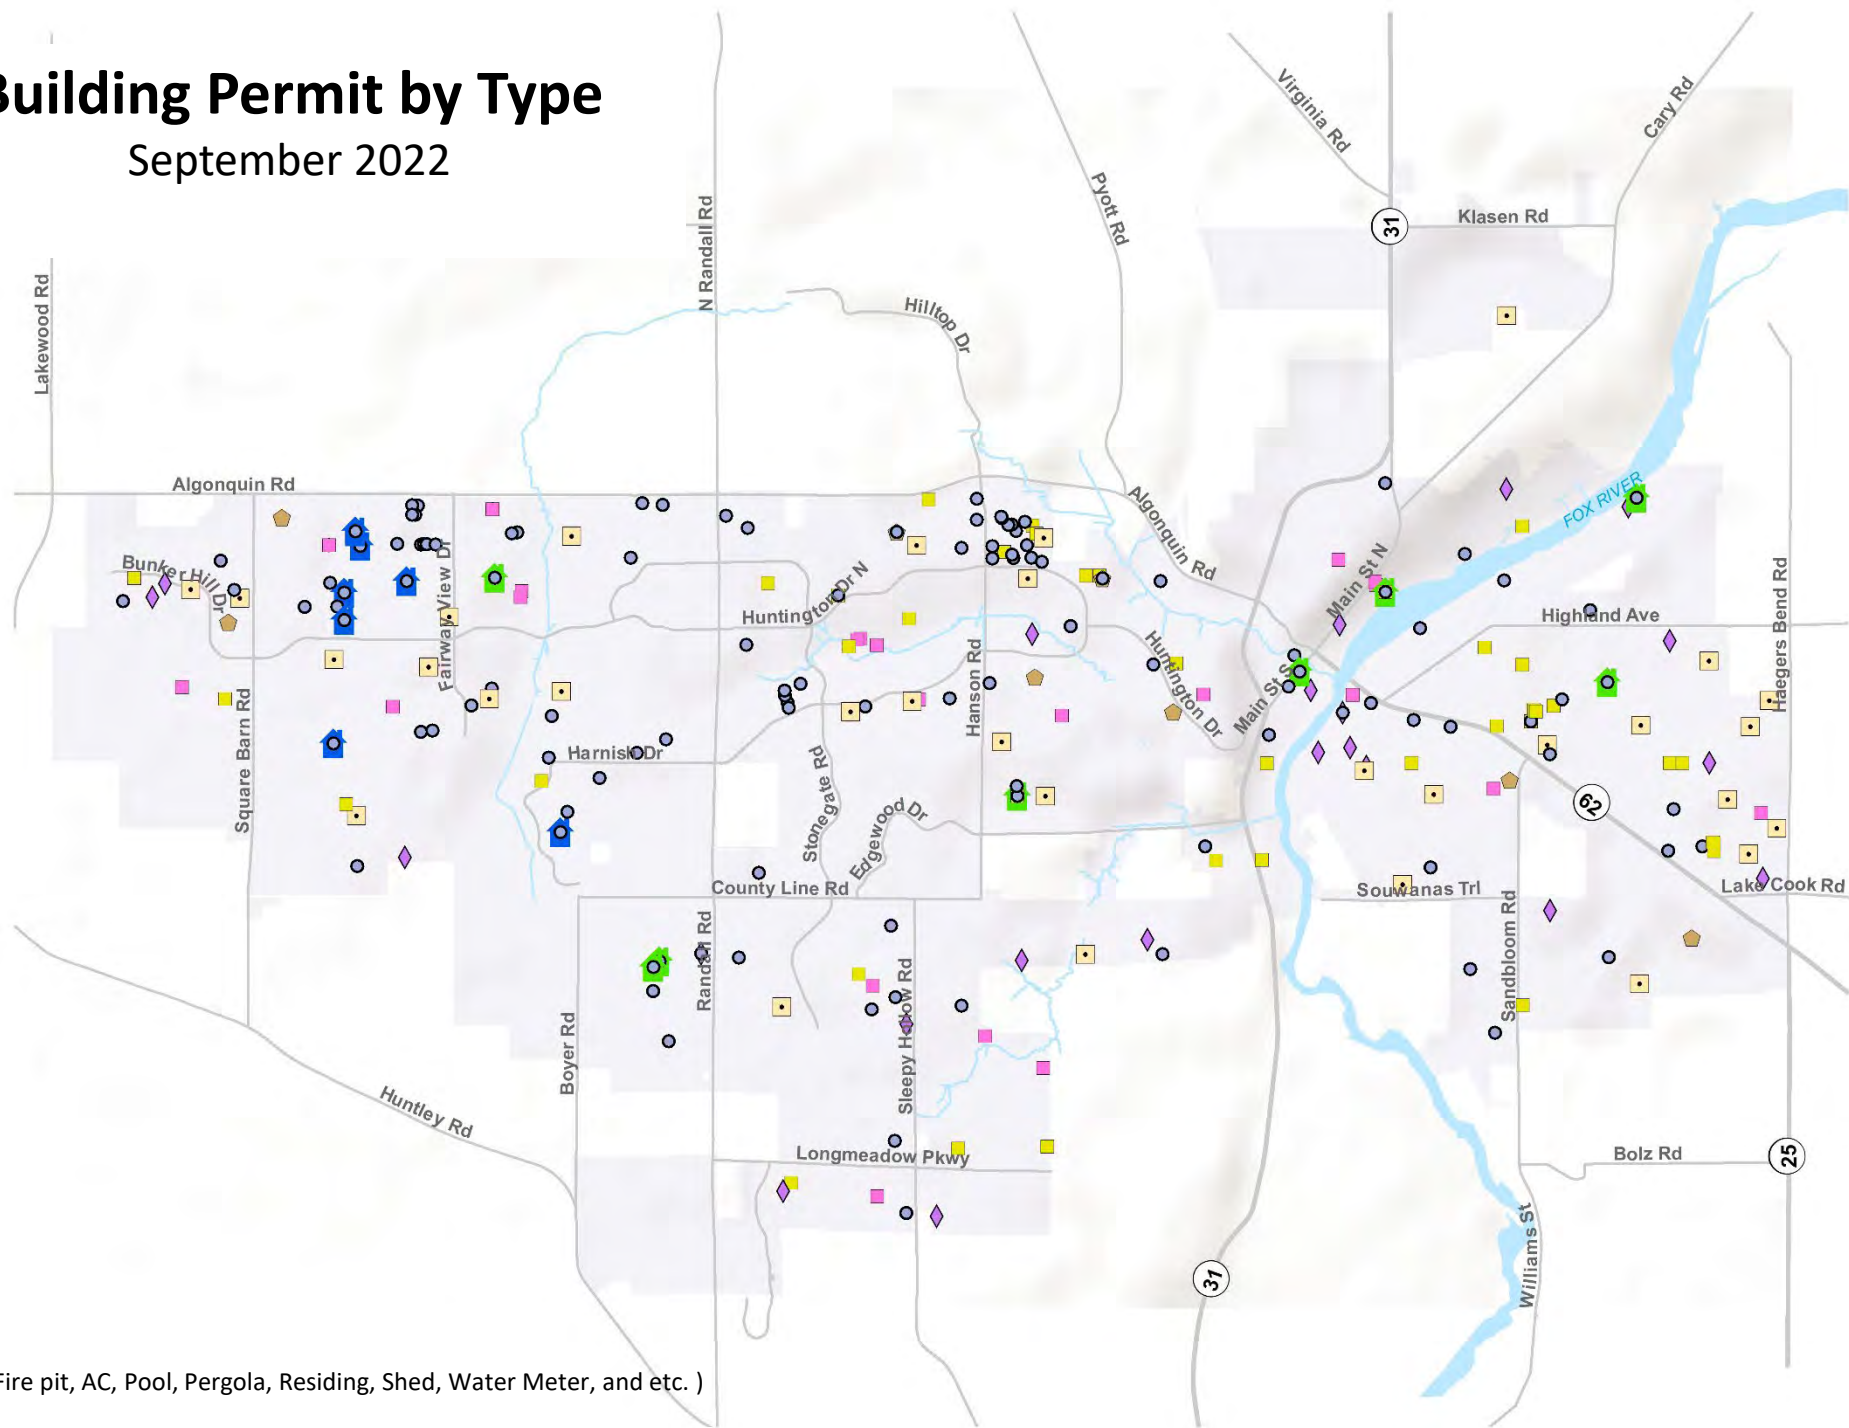 Building Permit by Type
September 2022
Virginia Rd
Cary Rd
Pyott Rd
N Randall Rd
31
Klasen Rd
Lakewood Rd
Hilltop Dr
Algonquin Rd
Algonquin Rd
FOX RIVER
Bunker Hill Dr
Fairway View Dr
Huntington Dr N
Main St N
Highland Ave
Haegers Bend Rd
Hanson Rd
Huntington Dr
Main St S
Square Barn Rd
Harnish Dr
Stonegate Rd
Edgewood Dr
62
County Line Rd
Souwanas Trl
Lake Cook Rd
Randall Rd
Sandbloom Rd
Boyer Rd
Sleepy Hollow Rd
Huntley Rd
Longmeadow Pkwy
Bolz Rd
25
Williams St
31
Fire pit, AC, Pool, Pergola, Residing, Shed, Water Meter, and etc. )